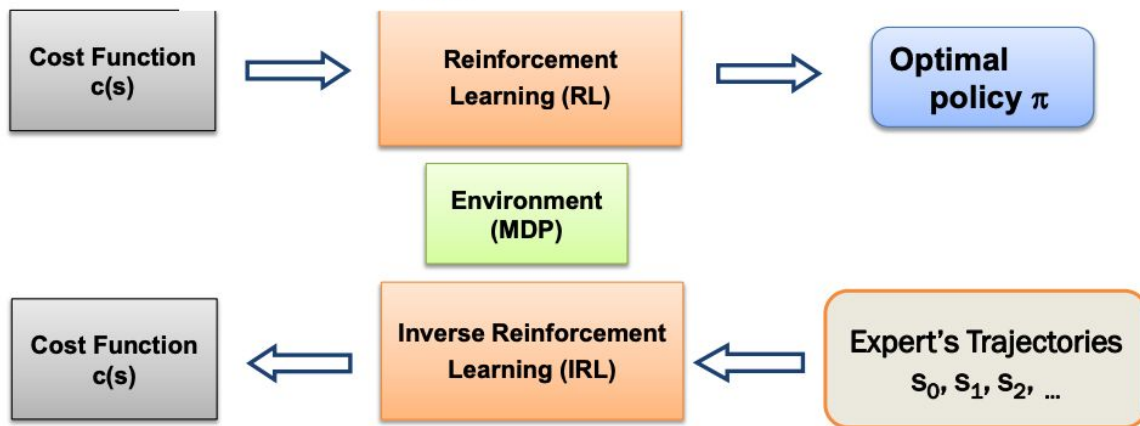 Cost Function
c(s)
Reinforcement
Learning (RL)
Optimal
policy π
Environment
(MDP)
Cost Function
c(s)
Inverse Reinforcement
Learning (IRL)
Expert’s Trajectories
s₀, s₁, s₂, …